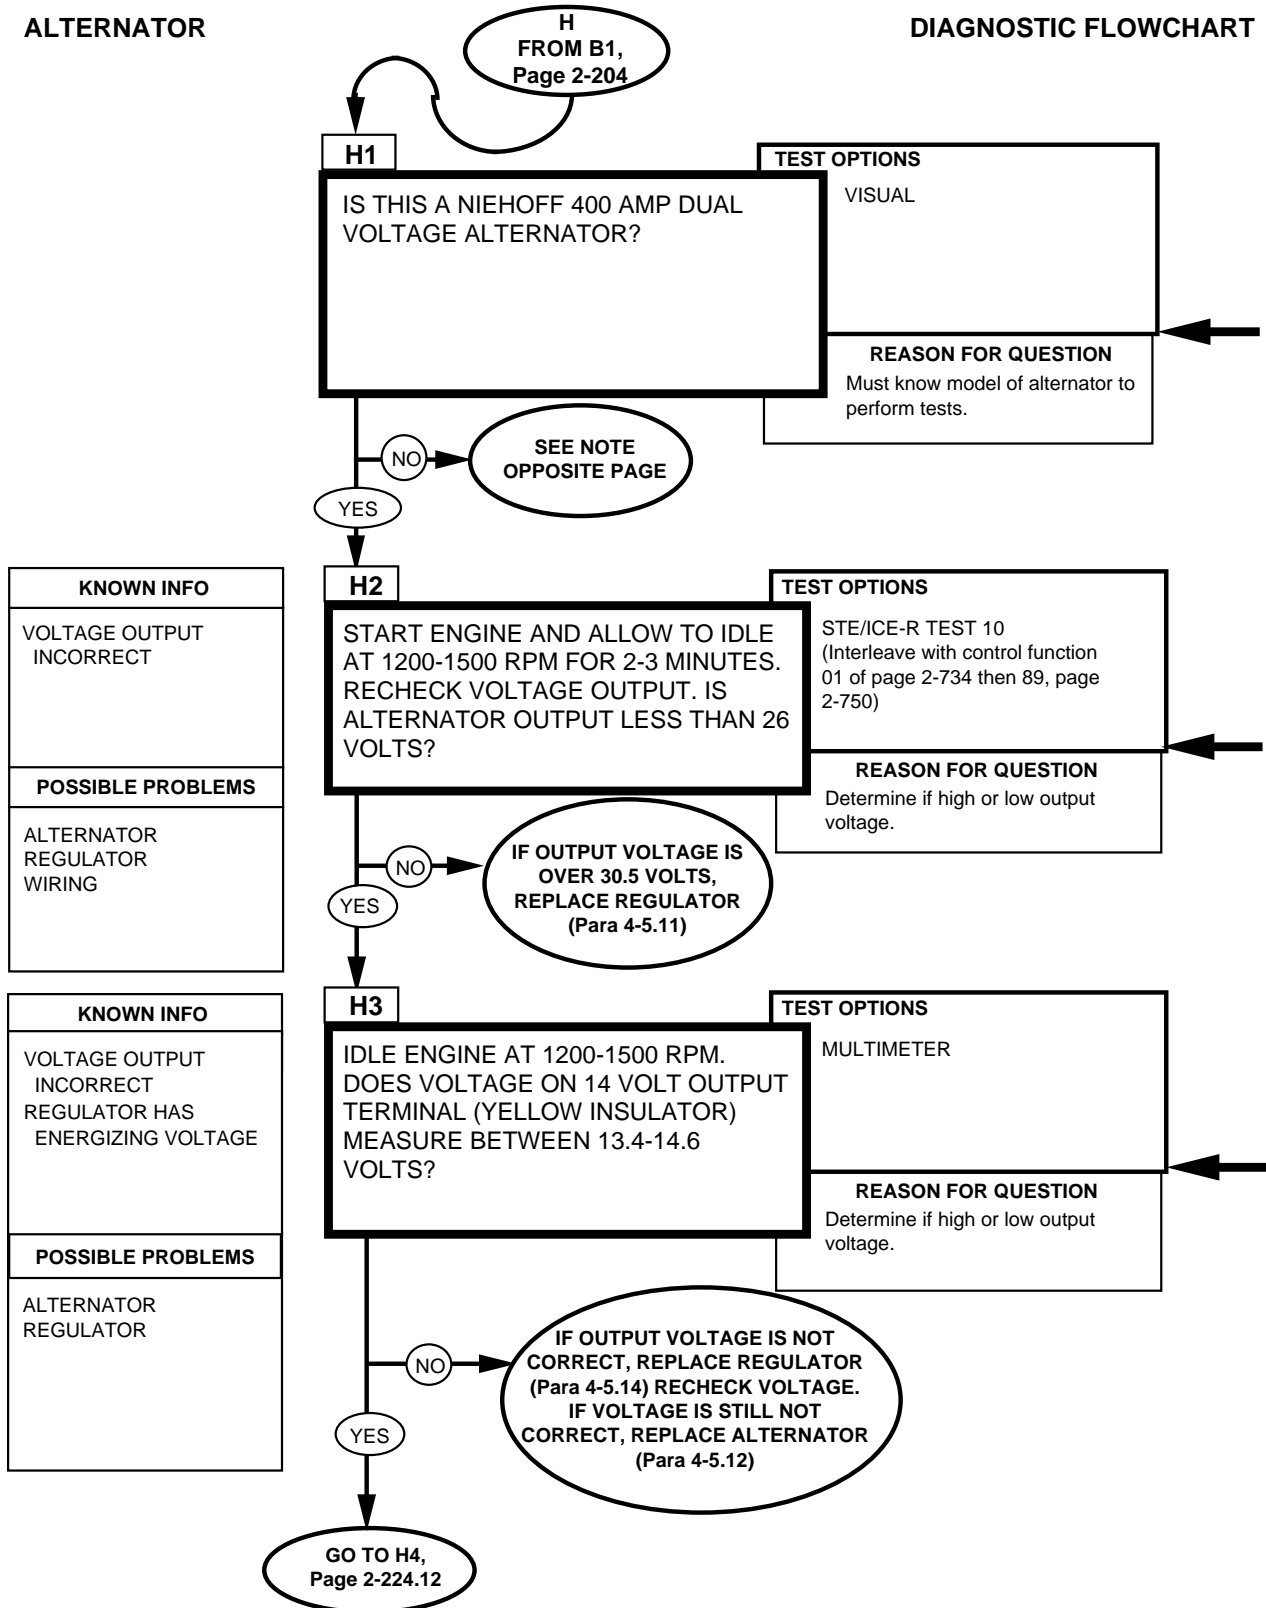 ALTERNATOR
DIAGNOSTIC FLOWCHART
H
FROM B1,
Page 2-204
H1
IS THIS A NIEHOFF 400 AMP DUAL
VOLTAGE ALTERNATOR?
TEST OPTIONS
VISUAL
REASON FOR QUESTION
Must know model of alternator to
perform tests.
NO
SEE NOTE
OPPOSITE PAGE
YES
KNOWN INFO
VOLTAGE OUTPUT
INCORRECT
POSSIBLE PROBLEMS
ALTERNATOR
REGULATOR
WIRING
H2
START ENGINE AND ALLOW TO IDLE
AT 1200-1500 RPM FOR 2-3 MINUTES.
RECHECK VOLTAGE OUTPUT. IS
ALTERNATOR OUTPUT LESS THAN 26
VOLTS?
TEST OPTIONS
STE/ICE-R TEST 10
(Interleave with control function
01 of page 2-734 then 89, page
2-750)
REASON FOR QUESTION
Determine if high or low output
voltage.
NO
IF OUTPUT VOLTAGE IS
OVER 30.5 VOLTS,
REPLACE REGULATOR
(Para 4-5.11)
YES
KNOWN INFO
VOLTAGE OUTPUT
INCORRECT
REGULATOR HAS
ENERGIZING VOLTAGE
POSSIBLE PROBLEMS
ALTERNATOR
REGULATOR
H3
IDLE ENGINE AT 1200-1500 RPM.
DOES VOLTAGE ON 14 VOLT OUTPUT
TERMINAL (YELLOW INSULATOR)
MEASURE BETWEEN 13.4-14.6
VOLTS?
TEST OPTIONS
MULTIMETER
REASON FOR QUESTION
Determine if high or low output
voltage.
NO
IF OUTPUT VOLTAGE IS NOT
CORRECT, REPLACE REGULATOR
(Para 4-5.14) RECHECK VOLTAGE.
IF VOLTAGE IS STILL NOT
CORRECT, REPLACE ALTERNATOR
(Para 4-5.12)
YES
GO TO H4,
Page 2-224.12